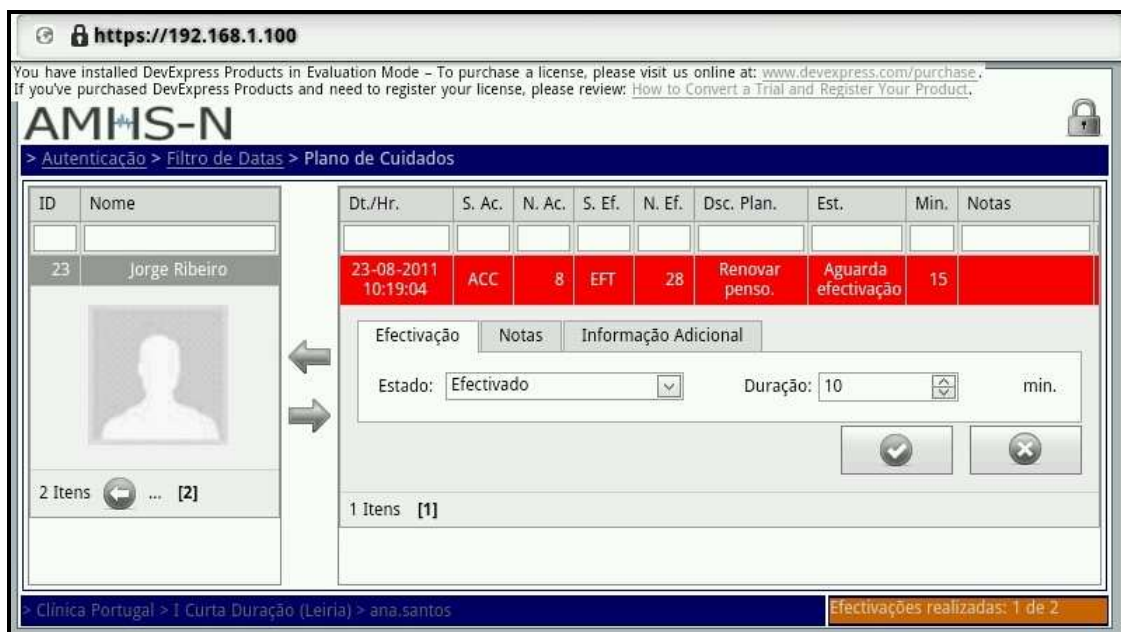 https://192.168.1.100
You have installed DevExpress Products in Evaluation Mode – To purchase a license, please visit us online at: www.devexpress.com/purchase.
If you've purchased DevExpress Products and need to register your license, please review: How to Convert a Trial and Register Your Product.
AMHS-N
> Autenticação > Filtro de Datas > Plano de Cuidados
ID Nome
23 Jorge Ribeiro
2 Itens ... [2]
Dt./Hr. S. Ac. N. Ac. S. Ef. N. Ef. Dsc. Plan. Est. Min. Notas
23-08-2011 10:19:04 ACC 8 EFT 28 Renovar penso. Aguarda efectivação 15
Efectivação Notas Informação Adicional
Estado: Efectivado Duração: 10 min.
1 Itens [1]
> Clínica Portugal > I Curta Duração (Leiria) > ana.santos
Efectivações realizadas: 1 de 2